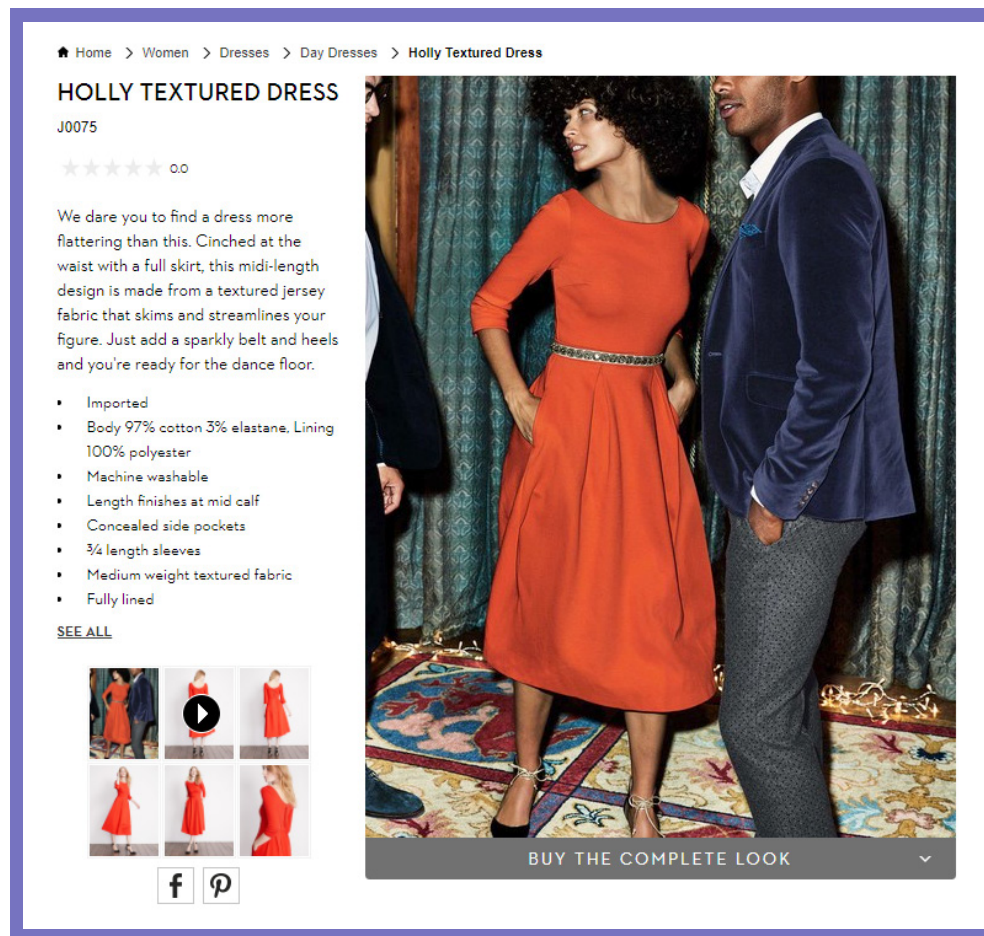 Home > Women > Dresses > Day Dresses > Holly Textured Dress
HOLLY TEXTURED DRESS
J0075
0.0
We dare you to find a dress more
flattering than this. Cinched at the
waist with a full skirt, this midi-length
design is made from a textured jersey
fabric that skims and streamlines your
figure. Just add a sparkly belt and heels
and you're ready for the dance floor.
• Imported
• Body 97% cotton 3% elastane, Lining
100% polyester
• Machine washable
• Length finishes at mid calf
• Concealed side pockets
• ¾ length sleeves
• Medium weight textured fabric
• Fully lined
SEE ALL
BUY THE COMPLETE LOOK